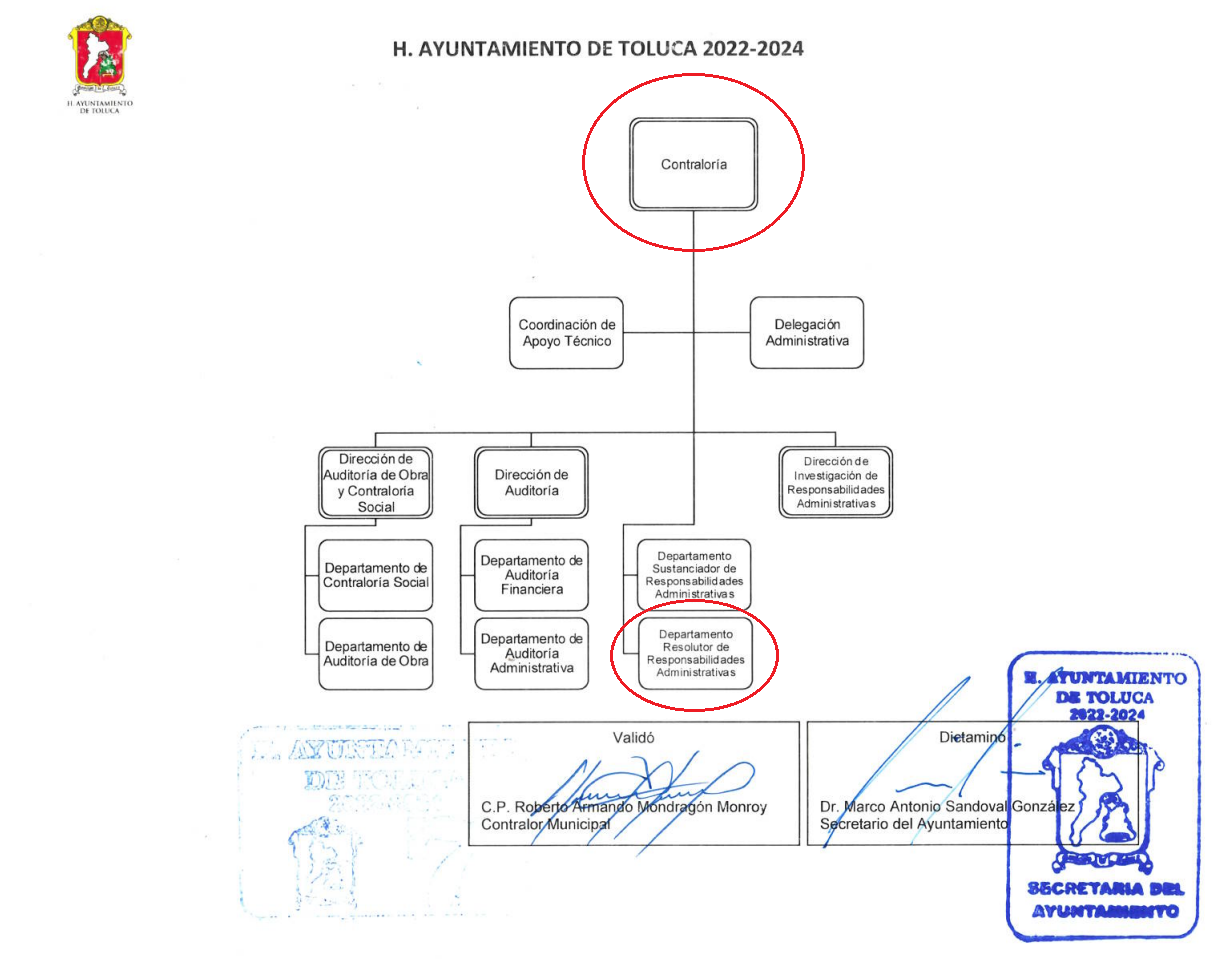 H. AYUNTAMIENTO
DE TOLUCA
H. AYUNTAMIENTO DE TOLUCA 2022-2024
Contraloría
Coordinación de
Apoyo Técnico
Delegación
Administrativa
Dirección de
Auditoría de Obra
y Contraloría
Social
Dirección de
Auditoría
Dirección de
Investigación de
Responsabilidades
Administrativas
Departamento de
Contraloría Social
Departamento de
Auditoría Financiera
Departamento
Sustanciador de
Responsabilidades
Administrativas
Departamento de
Auditoría de Obra
Departamento de
Auditoría
Administrativa
Departamento
Resolutor de
Responsabilidades
Administrativas
H. AYUNTAMIENTO
DE TOLUCA
Validó
C.P. Roberto Armando Mondragón Monroy
Contralor Municipal
Dictaminó
Dr. Marco Antonio Sandoval González
Secretario del Ayuntamiento
H. AYUNTAMIENTO
DE TOLUCA
2022-2024
SECRETARIA DEL
AYUNTAMIENTO